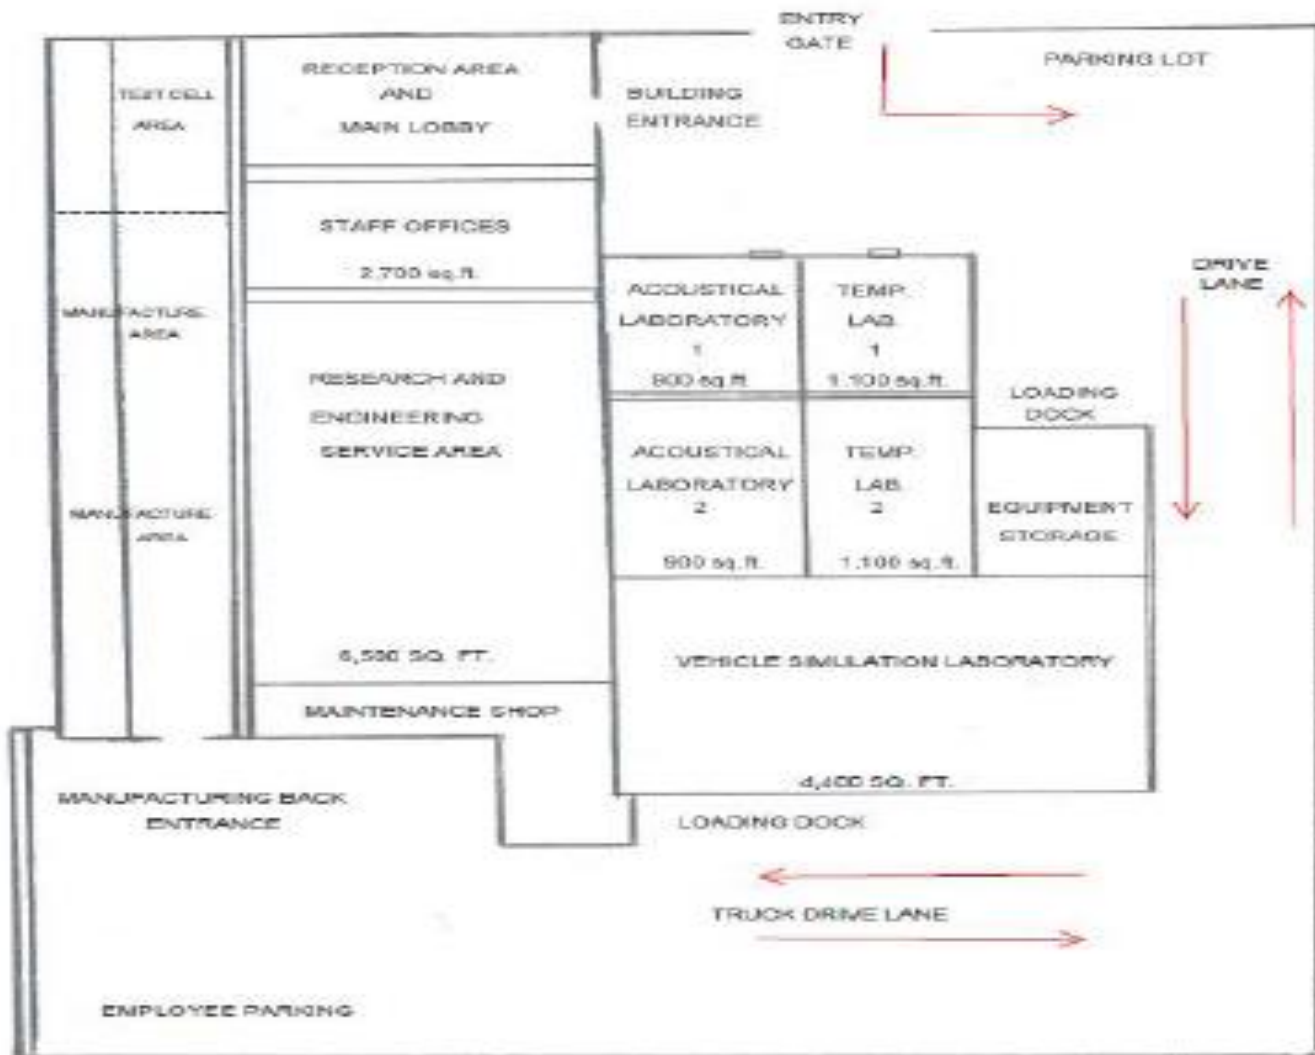 ENTRY
GATE
PARKING LOT
RECEPTION AREA
AND
MAIN LOBBY
BUILDING
ENTRANCE
TEST CELL
AREA
STAFF OFFICES
2,700 sq.ft.
DRIVE
LANE
ACOUSTICAL
LABORATORY
1
900 sq.ft.
TEMP.
LAB.
1
1,100 sq.ft.
MANUFACTURE
AREA
RESEARCH AND
ENGINEERING
SERVICE AREA
LOADING
DOCK
ACOUSTICAL
LABORATORY
2
900 sq.ft.
TEMP.
LAB.
2
1,100 sq.ft.
EQUIPMENT
STORAGE
MANUFACTURE
AREA
SQ. FT.
VEHICLE SIMULATION LABORATORY
MAINTENANCE SHOP
4,400 SQ. FT.
MANUFACTURING BACK
ENTRANCE
LOADING DOCK
TRUCK DRIVE LANE
EMPLOYEE PARKING